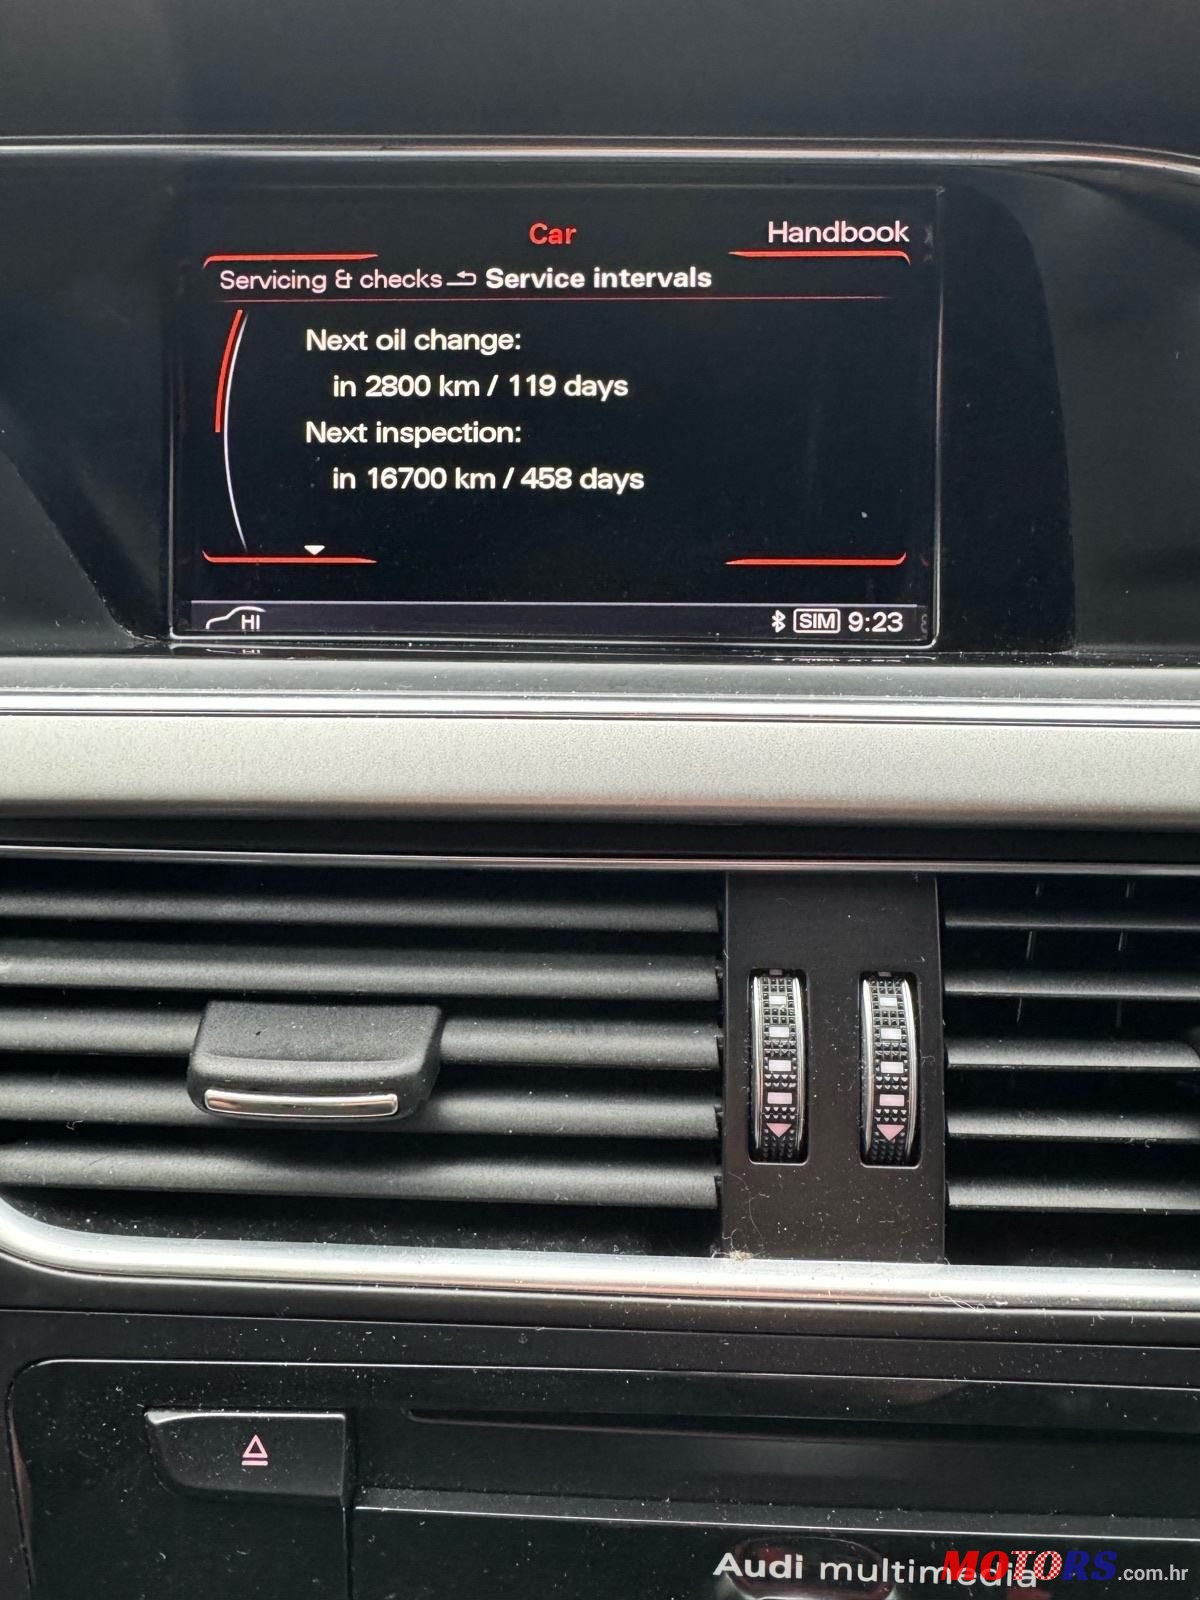 Car
Handbook
Servicing & checks Service intervals
Next oil change:
in 2800 km / 119 days
Next inspection:
in 16700 km / 458 days
HI
SIM 9:23
Audi multimedia
MOTORS.com.hr